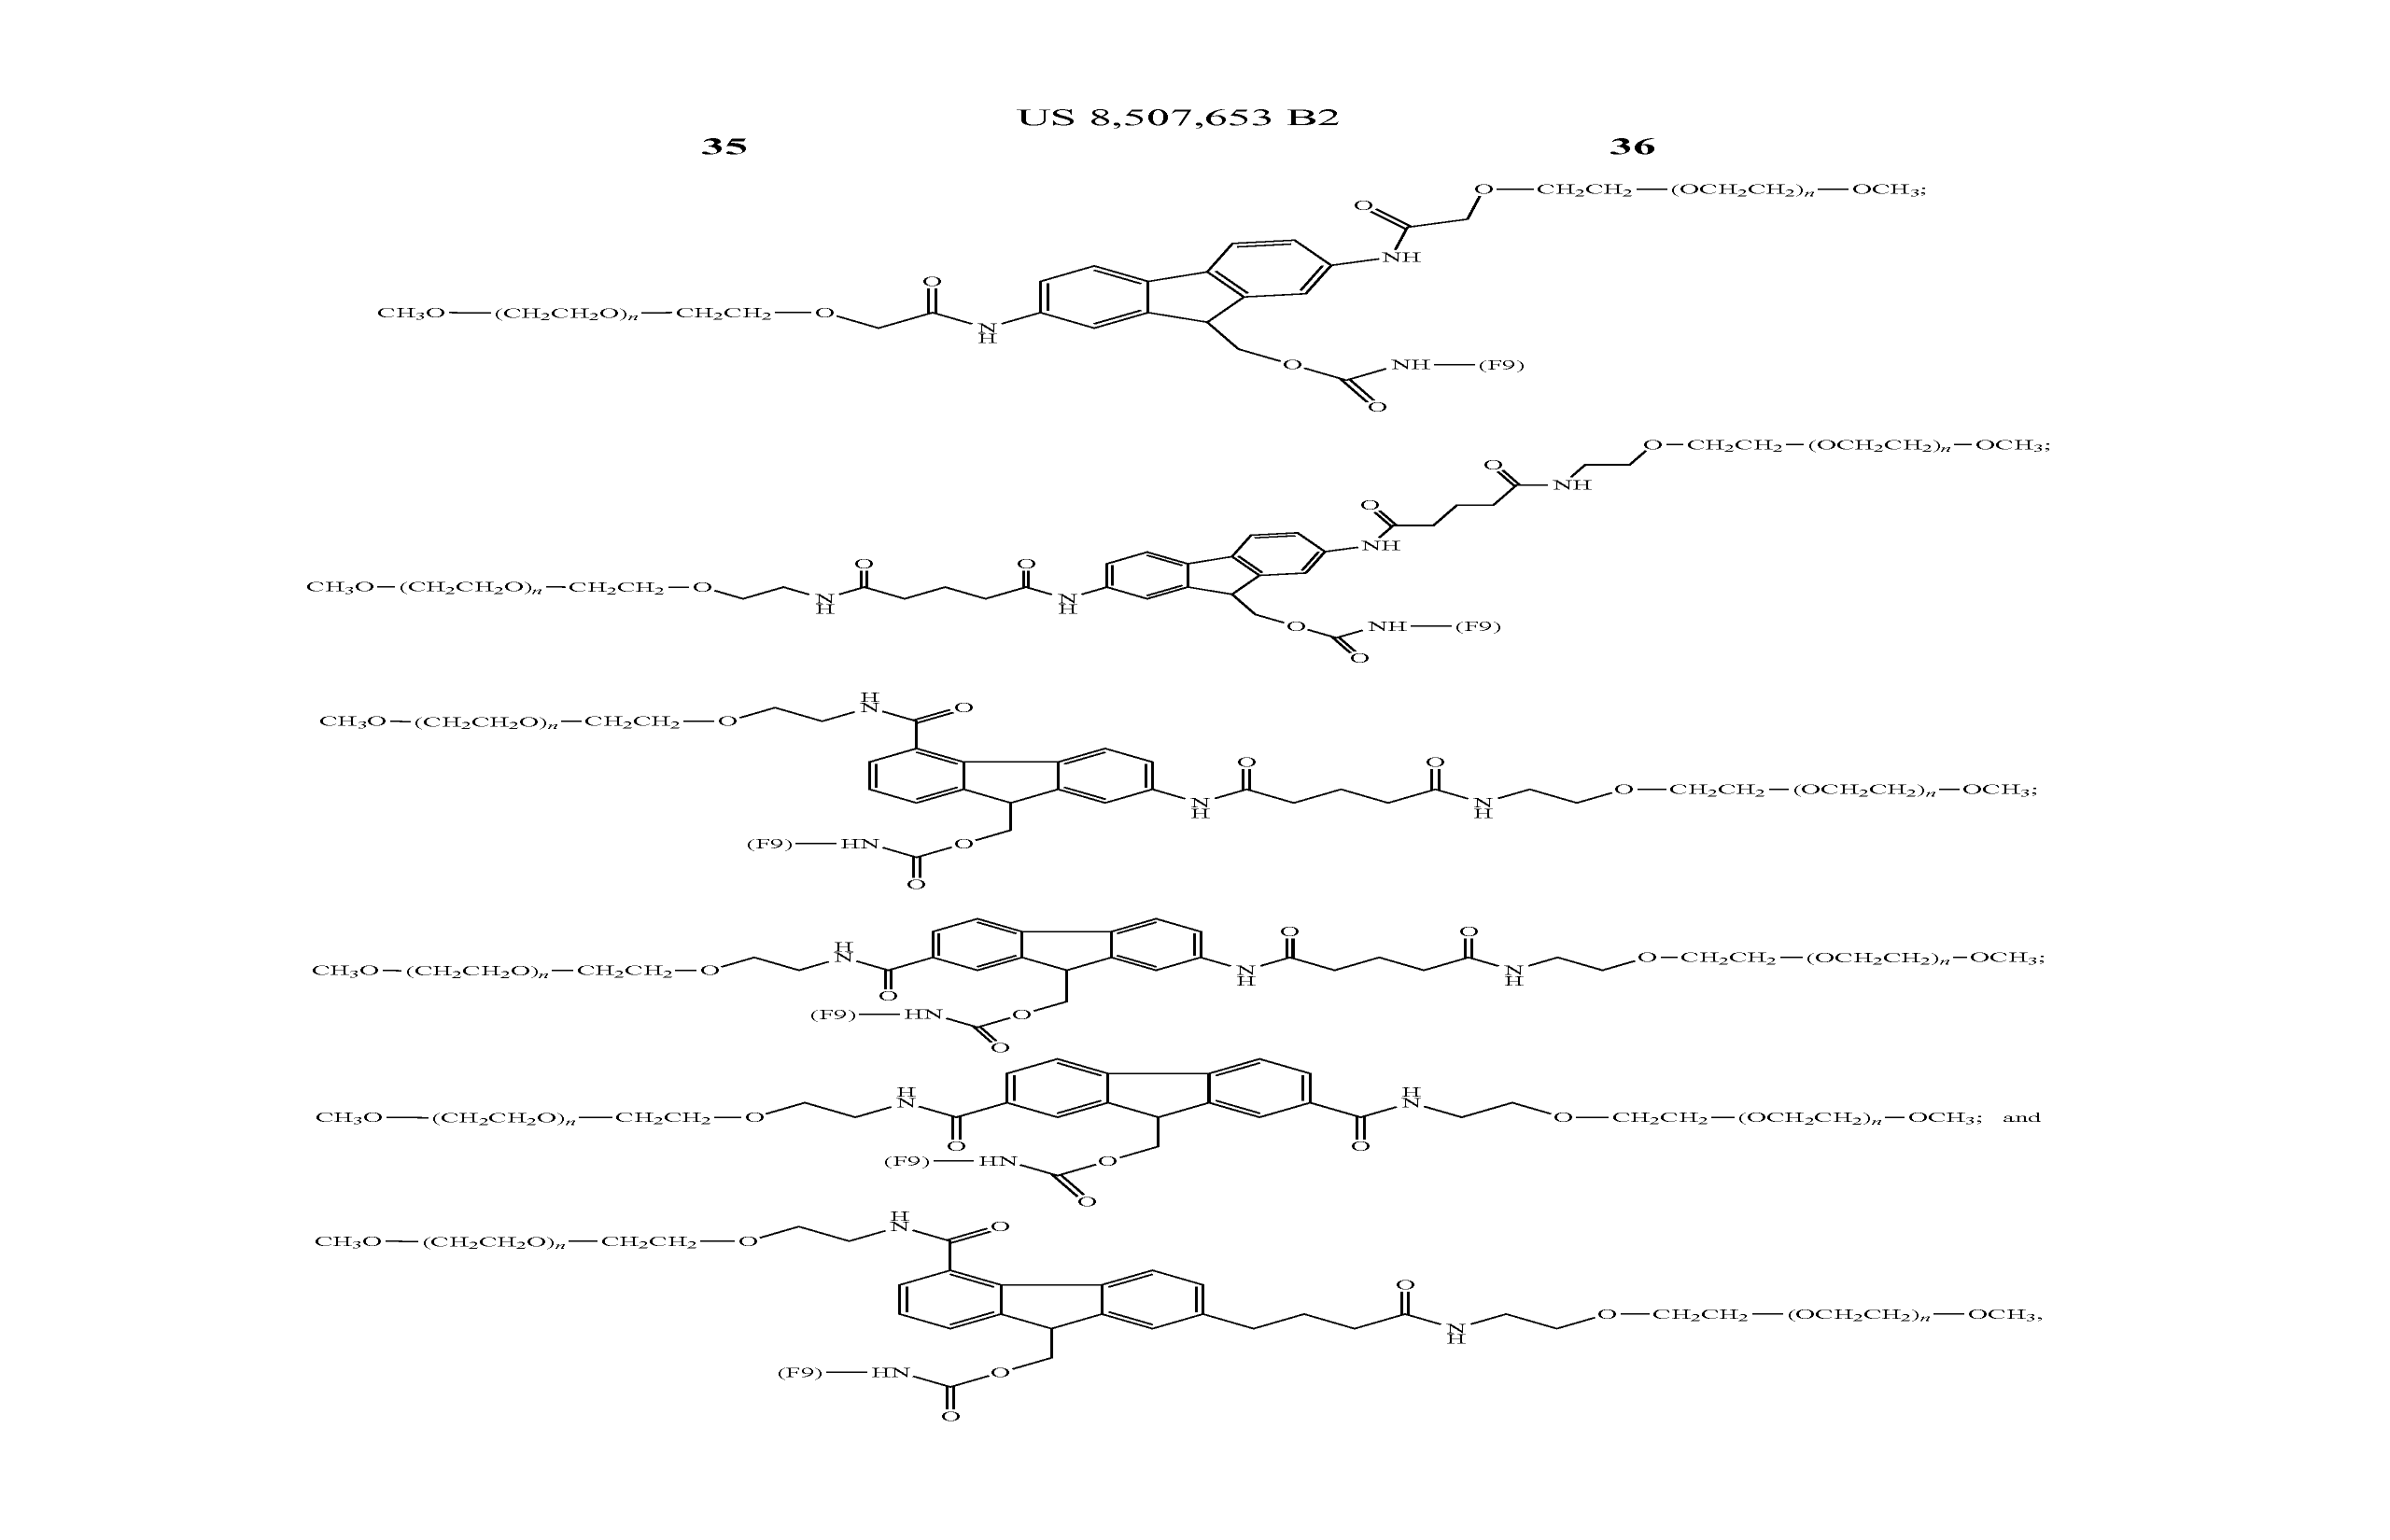 US 8,507,653 B2
35 36
O—CH₂CH₂—(OCH₂CH₂)ₙ—OCH₃;
O
NH
O
CH₃O—(CH₂CH₂O)ₙ—CH₂CH₂—O
N
H
O NH—(F9)
O
O—CH₂CH₂—(OCH₂CH₂)ₙ—OCH₃;
O
NH
O
NH
O O
CH₃O—(CH₂CH₂O)ₙ—CH₂CH₂—O
N N
H H
O NH—(F9)
O
H
N O
CH₃O—(CH₂CH₂O)ₙ—CH₂CH₂—O
O O
O—CH₂CH₂—(OCH₂CH₂)ₙ—OCH₃;
N N
H H
(F9)—HN O
O
O O
H
N O—CH₂CH₂—(OCH₂CH₂)ₙ—OCH₃;
CH₃O—(CH₂CH₂O)ₙ—CH₂CH₂—O N N
H H
O
(F9)—HN O
O
H H
N N
CH₃O—(CH₂CH₂O)ₙ—CH₂CH₂—O O—CH₂CH₂—(OCH₂CH₂)ₙ—OCH₃; and
O O
(F9)—HN O
O
H
N O
CH₃O—(CH₂CH₂O)ₙ—CH₂CH₂—O
O
O—CH₂CH₂—(OCH₂CH₂)ₙ—OCH₃,
N
H
(F9)—HN O
O